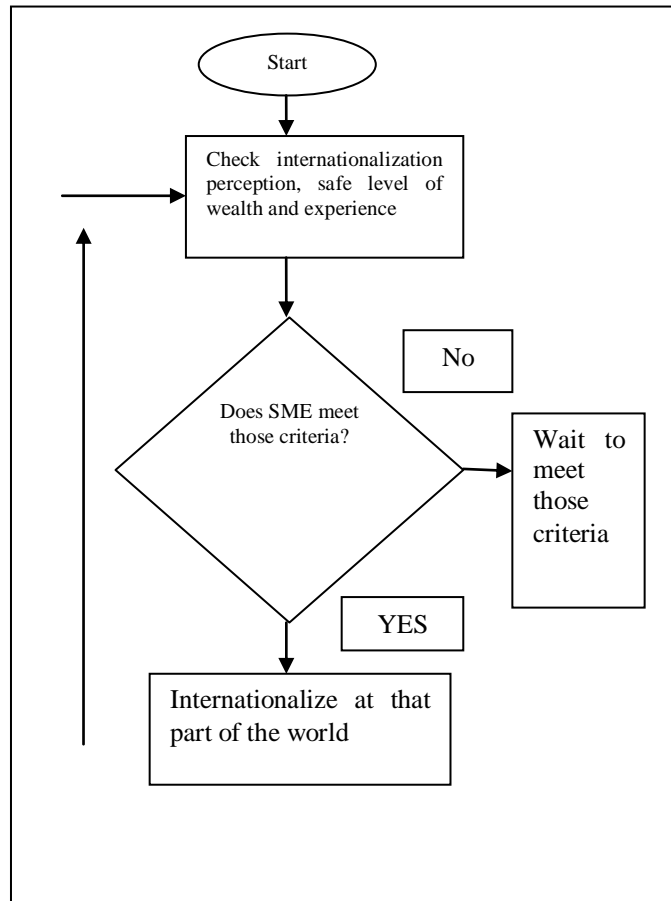 Start
Check internationalization
perception, safe level of
wealth and experience
No
Does SME meet
those criteria?
Wait to
meet
those
criteria
YES
Internationalize at that
part of the world